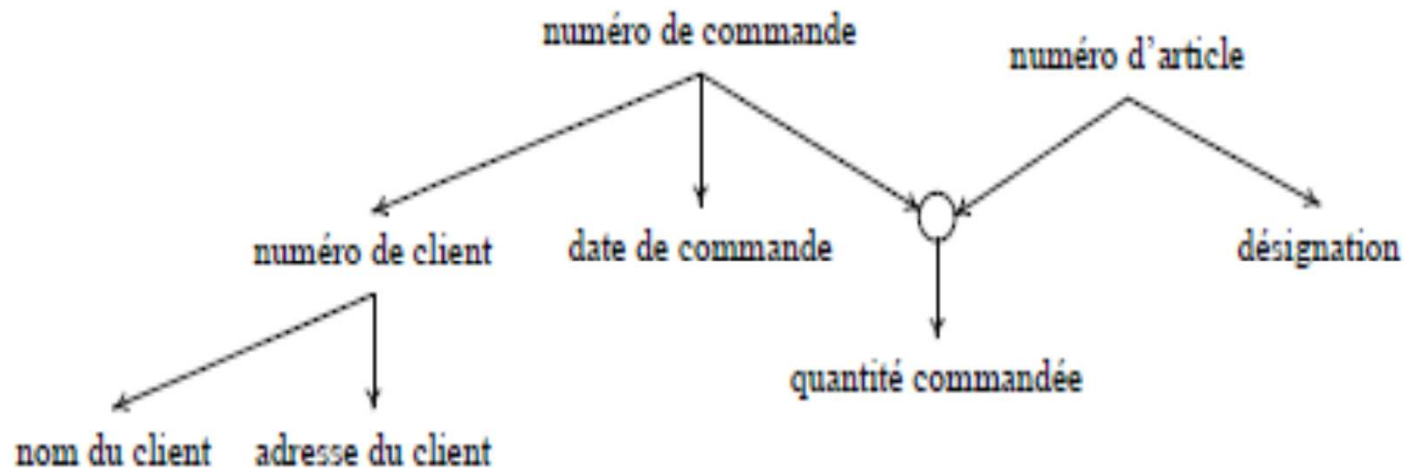 numéro de commande
numéro d'article
numéro de client
date de commande
désignation
quantité commandée
nom du client
adresse du client